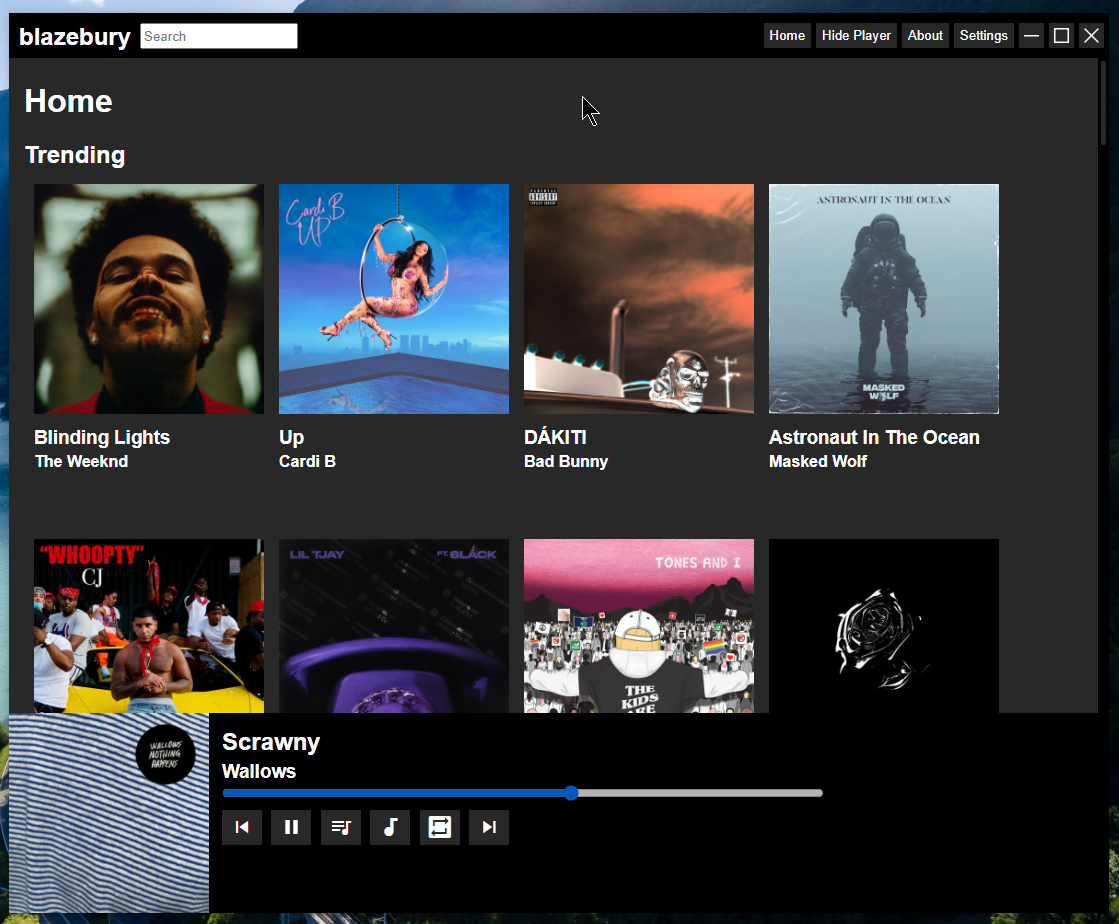 blazebury
Search
Home
Hide Player
About
Settings
Home
Trending
Cardi B
UP
PARENTAL
ADVISORY
EXPLICIT CONTENT
ASTRONAUT IN THE OCEAN
MASKED
WOLF
Blinding Lights
The Weeknd
Up
Cardi B
DÁKITI
Bad Bunny
Astronaut In The Ocean
Masked Wolf
"WHOOPTY"
CJ
LIL TJAY
FT. 6LACK
TONES AND I
THE
KIDS
ARE
WALLOWS
NOTHING
HAPPENS
Scrawny
Wallows